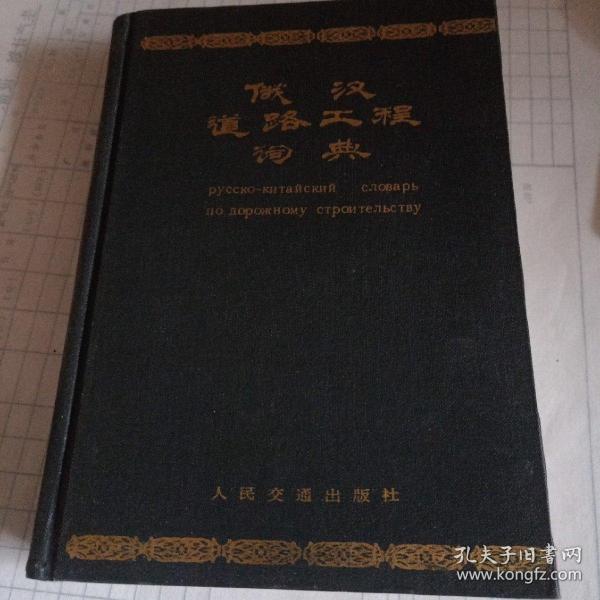 俄汉
道路工程
词典
русско-китайский словарь
по дорожному строительству
人民交通出版社
孔夫子旧书网
www.kongfz.com